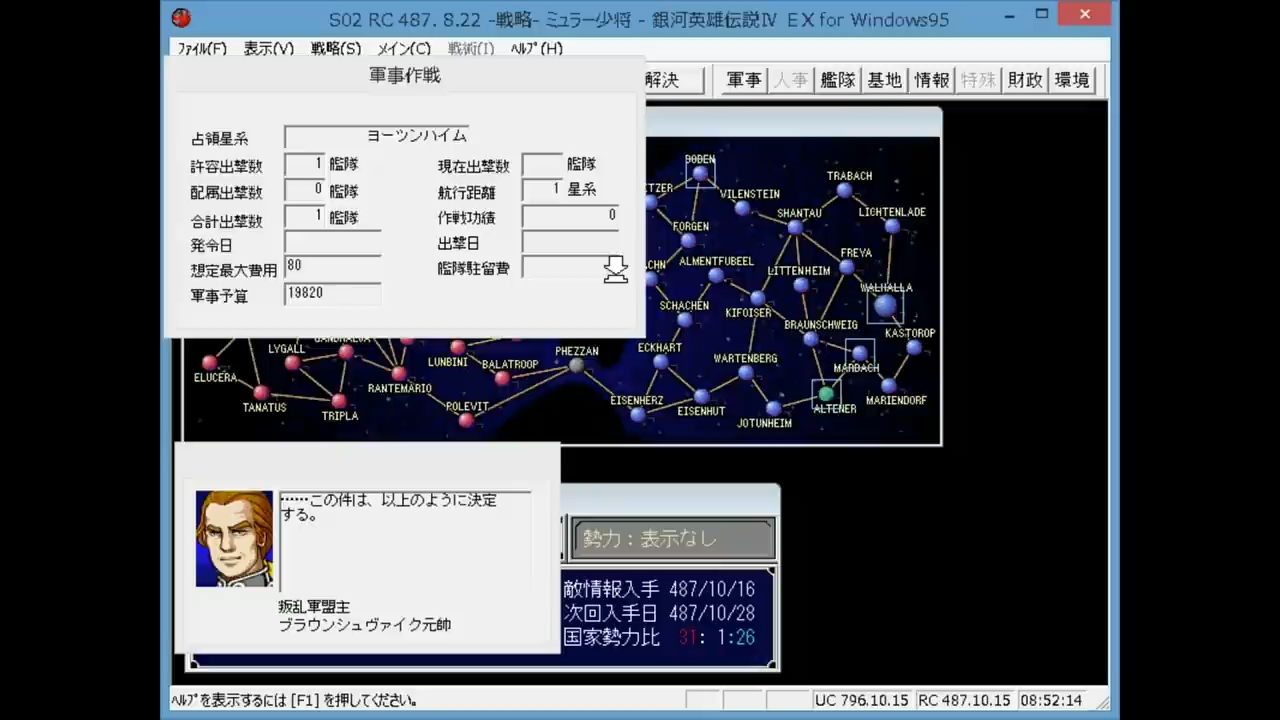 S02 RC 487. 8.22 -戦略- ミュラー少将 - 銀河英雄伝説Ⅳ EX for Windows95
ﾌｧｲﾙ(F) 表示(V) 戦略(S) メイン(C) 戦術(I) ﾍﾙﾌﾟ(H)
軍事作戦
解決 軍事 人事 艦隊 基地 情報 特殊 財政 環境
占領星系 ヨーツンハイム
許容出撃数 1 艦隊 現在出撃数 艦隊
配属出撃数 0 艦隊 航行距離 1 星系
合計出撃数 1 艦隊 作戦功績 0
発令日 出撃日
想定最大費用 80 艦隊駐留費
軍事予算 19820
BODEN
TRABACH
ITZER
VILENSTEIN
SHANTAU
LICHTENLADE
FORGEN
FREYA
ALMENTFUBEEL
LITTENHEIM
WALHALLA
SCHACHEN
KIFOISER
BRAUNSCHWEIG
KASTOROP
LYGALL
LUNBINI
BALATROOP
PHEZZAN
ECKHART
WARTENBERG
MARBACH
ELUCERA
RANTEMARIO
TANATUS
TRIPLA
POLEVIT
EISENHERZ
EISENHUT
JOTUNHEIM
ALTENER
MARIENDORF
……この件は、以上のように決定
する。
叛乱軍盟主
ブラウンシュヴァイク元帥
勢力：表示なし
敵情報入手 487/10/16
次回入手日 487/10/28
国家勢力比 31: 1:26
ﾍﾙﾌﾟを表示するには [F1] を押してください。
UC 796.10.15 RC 487.10.15 08:52:14